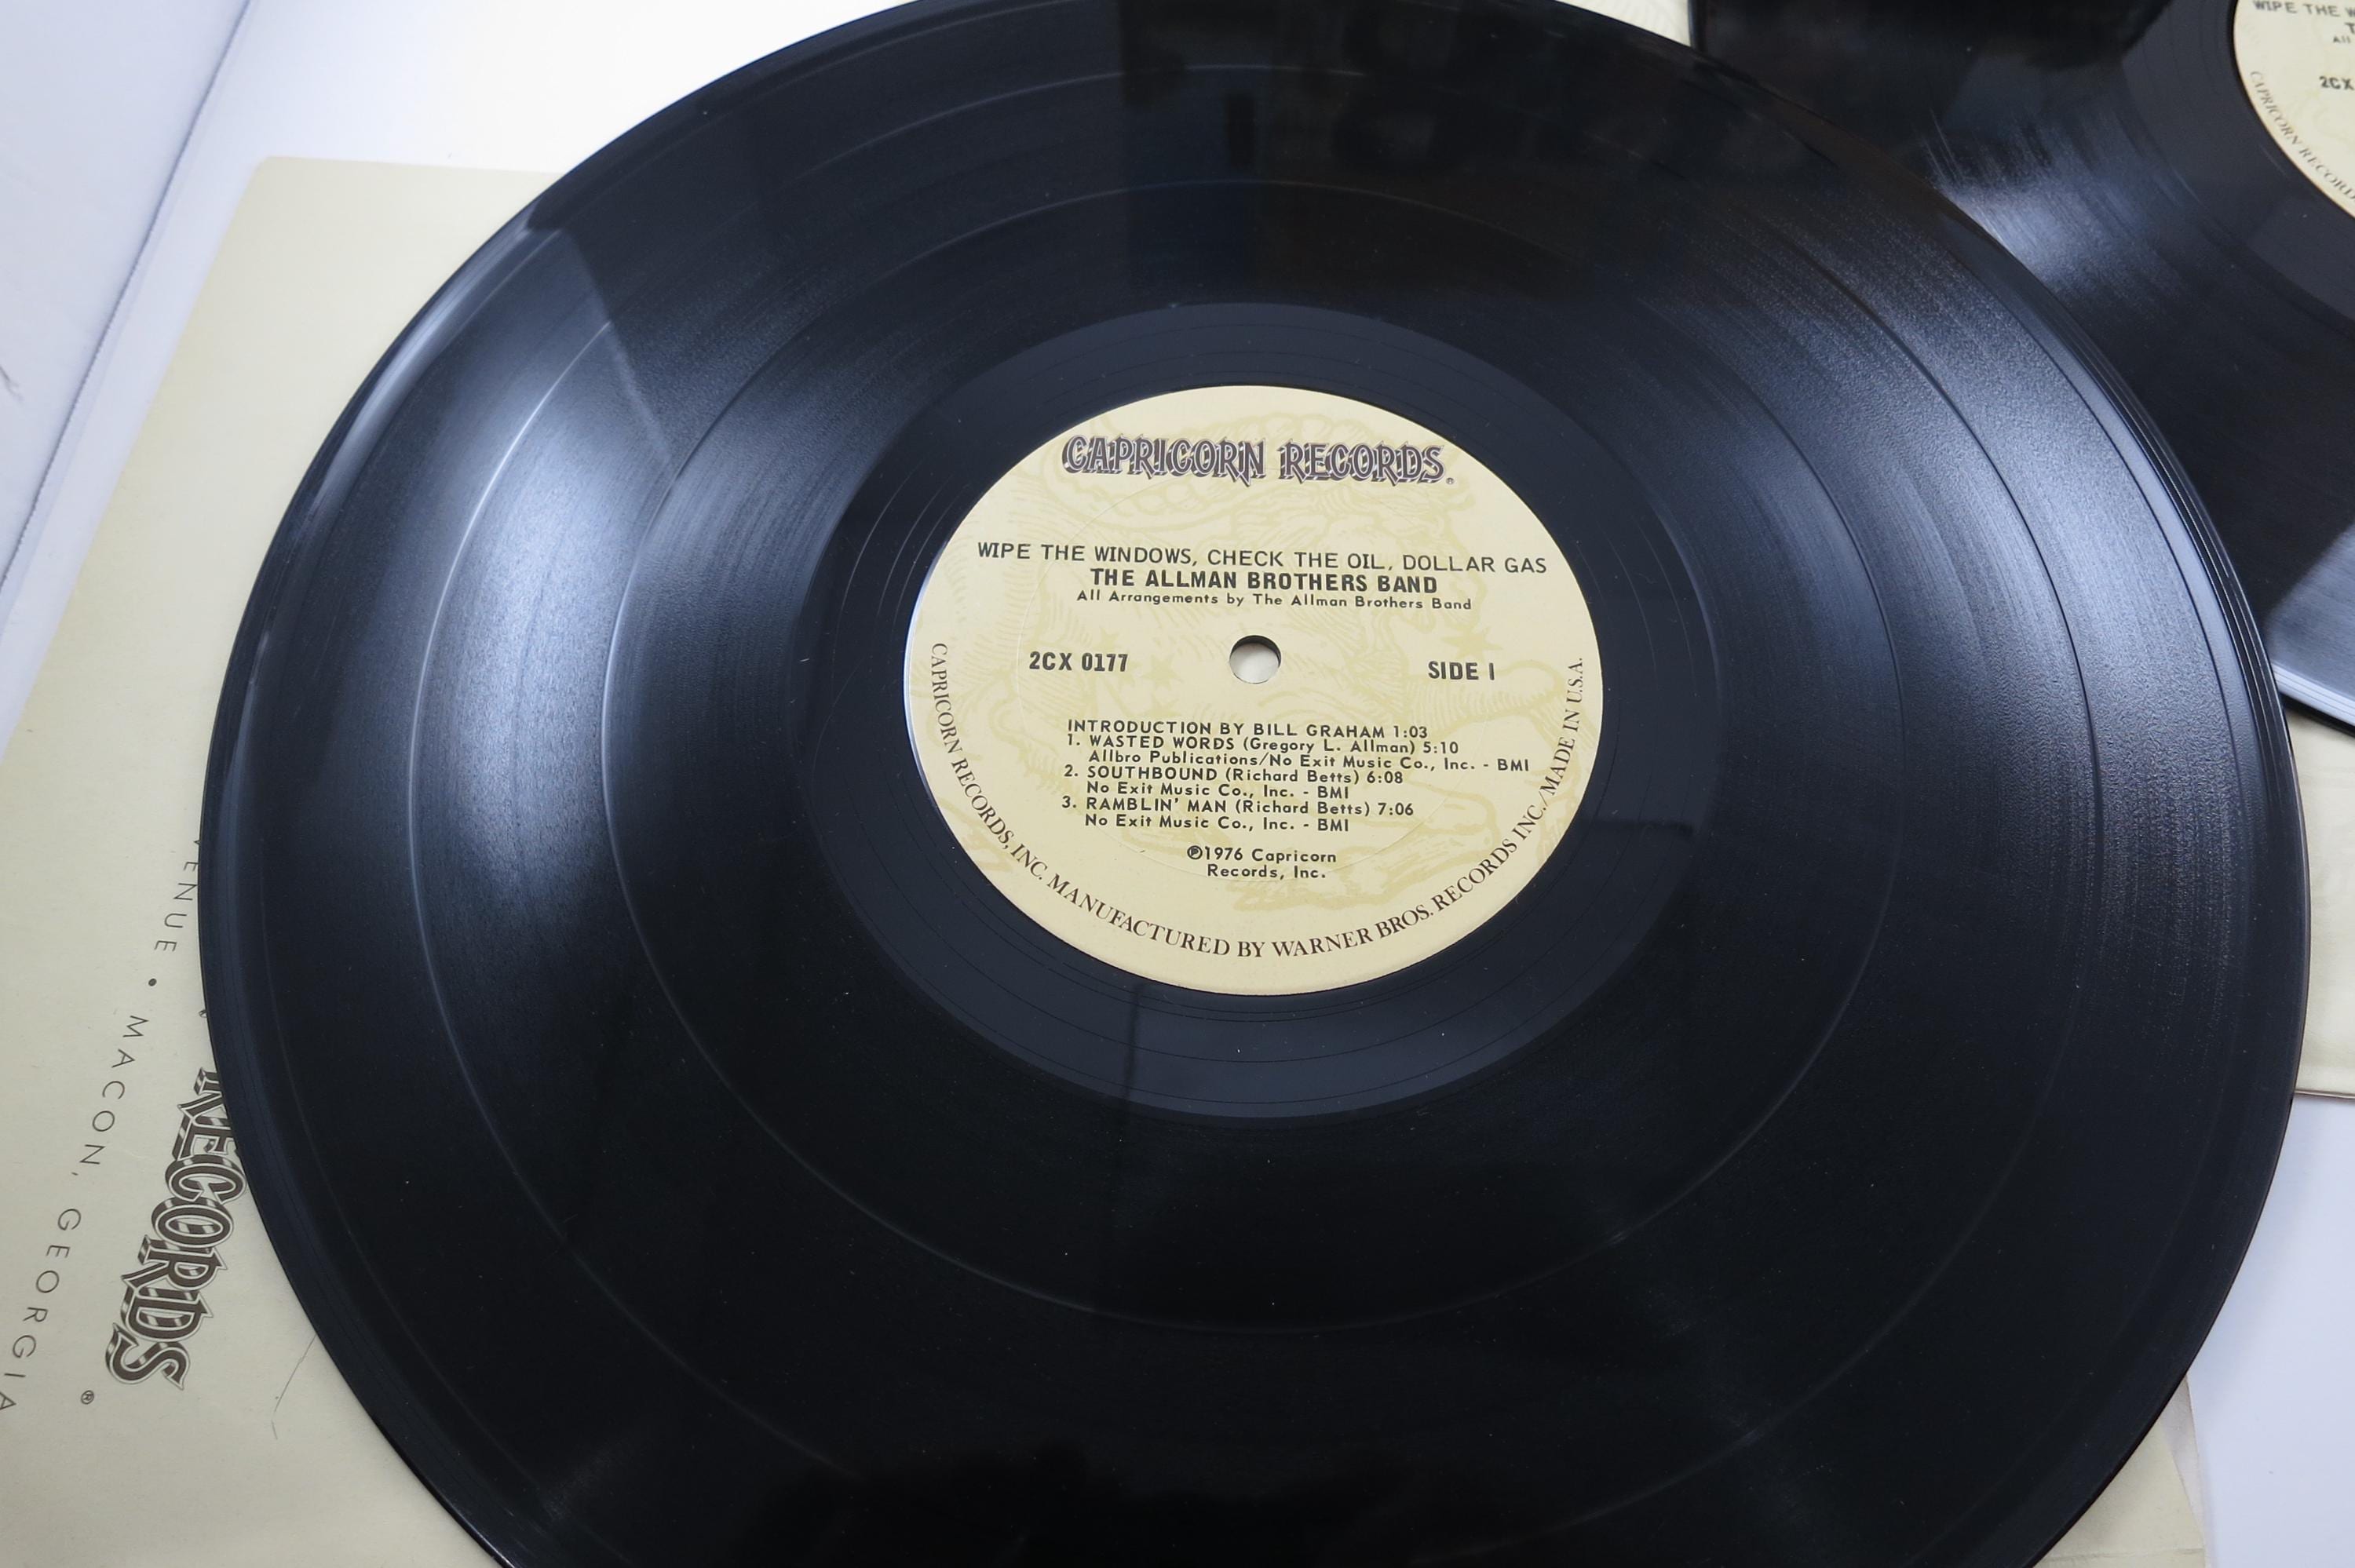 CAPRICORN RECORDS®
WIPE THE WINDOWS, CHECK THE OIL, DOLLAR GAS
THE ALLMAN BROTHERS BAND
All Arrangements by The Allman Brothers Band
2CX 0177
SIDE 1
INTRODUCTION BY BILL GRAHAM 1:03
1. WASTED WORDS (Gregory L. Allman) 5:10
Allbro Publications/No Exit Music Co., Inc. - BMI
2. SOUTHBOUND (Richard Betts) 6:08
No Exit Music Co., Inc. - BMI
3. RAMBLIN' MAN (Richard Betts) 7:06
No Exit Music Co., Inc. - BMI
℗1976 Capricorn
Records, Inc.
CAPRICORN RECORDS, INC. MANUFACTURED BY WARNER BROS. RECORDS INC./MADE IN U.S.A.
RECORDS®
VENUE • MACON, GEORGIA
WIPE THE W
2CX
CAPRICORN RECORD